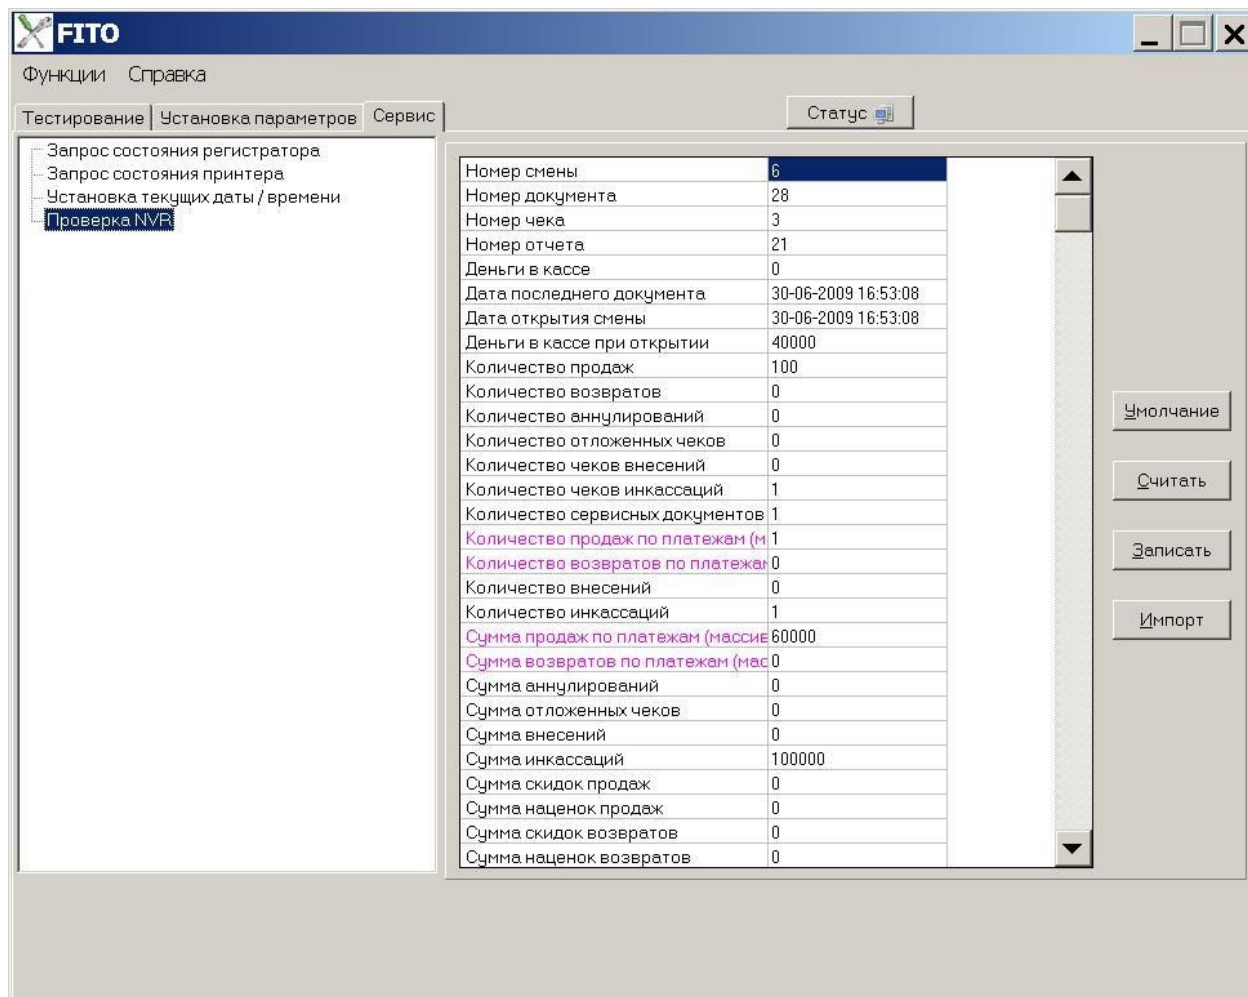 FITO
Функции Справка
Тестирование Установка параметров Сервис
Статус
Запрос состояния регистратора
Запрос состояния принтера
Установка текущих даты / времени
Проверка NVR
Номер смены 6
Номер документа 28
Номер чека 3
Номер отчета 21
Деньги в кассе 0
Дата последнего документа 30-06-2009 16:53:08
Дата открытия смены 30-06-2009 16:53:08
Деньги в кассе при открытии 40000
Количество продаж 100
Количество возвратов 0
Количество аннулирований 0
Количество отложенных чеков 0
Количество чеков внесений 0
Количество чеков инкассаций 1
Количество сервисных документов 1
Количество продаж по платежам (м 1
Количество возвратов по платежам 0
Количество внесений 0
Количество инкассаций 1
Сумма продаж по платежам (массив 60000
Сумма возвратов по платежам (мас 0
Сумма аннулирований 0
Сумма отложенных чеков 0
Сумма внесений 0
Сумма инкассаций 100000
Сумма скидок продаж 0
Сумма наценок продаж 0
Сумма скидок возвратов 0
Сумма наценок возвратов 0
Умолчание
Считать
Записать
Импорт